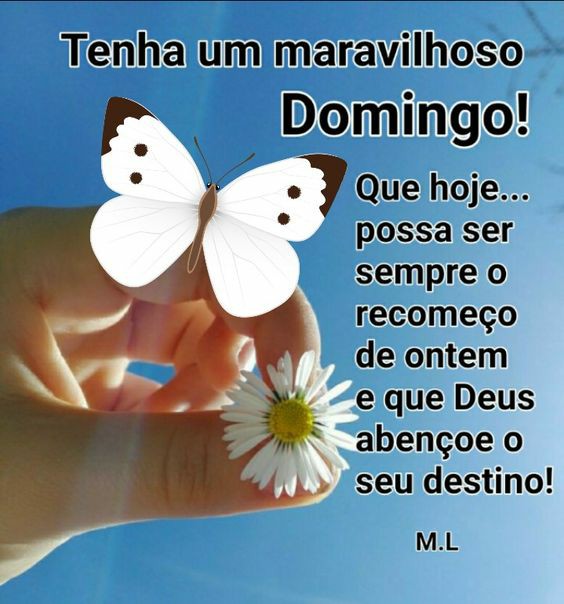 Tenha um maravilhoso
Domingo!
Que hoje...
possa ser
sempre o
recomeço
de ontem
e que Deus
abençoe o
seu destino!
M.L